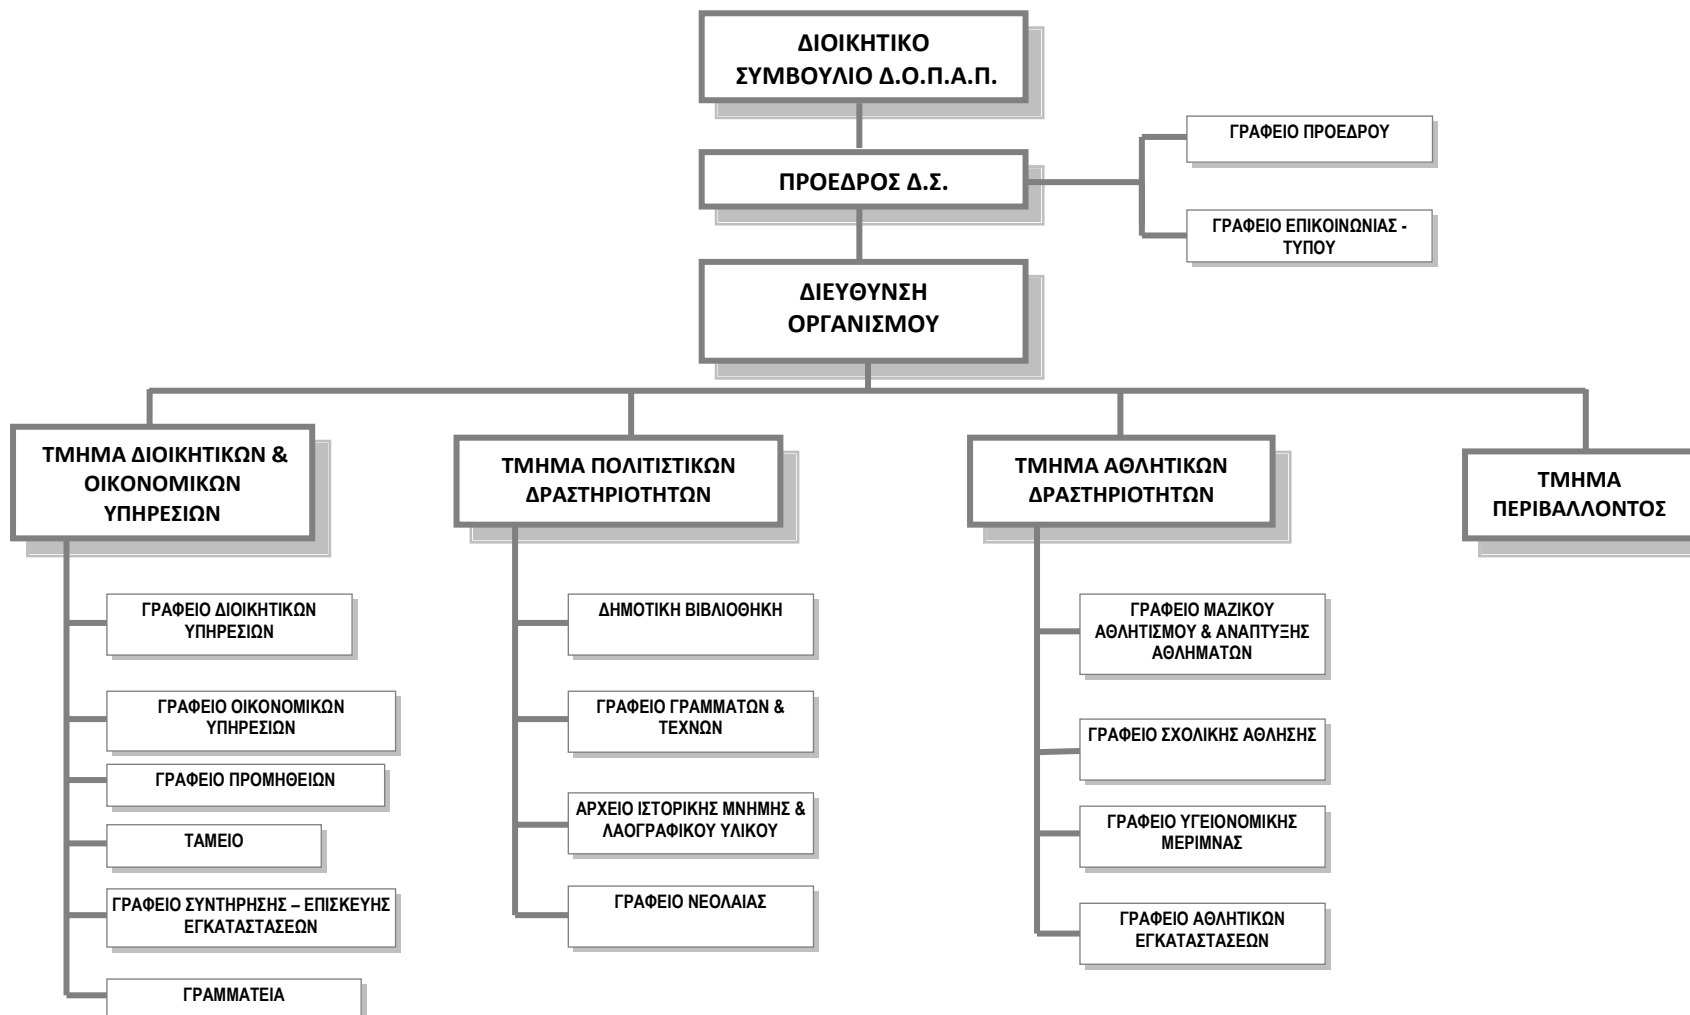 ΔΙΟΙΚΗΤΙΚΟ
ΣΥΜΒΟΥΛΙΟ Δ.Ο.Π.Α.Π.
ΓΡΑΦΕΙΟ ΠΡΟΕΔΡΟΥ
ΠΡΟΕΔΡΟΣ Δ.Σ.
ΓΡΑΦΕΙΟ ΕΠΙΚΟΙΝΩΝΙΑΣ -
ΤΥΠΟΥ
ΔΙΕΥΘΥΝΣΗ
ΟΡΓΑΝΙΣΜΟΥ
ΤΜΗΜΑ ΔΙΟΙΚΗΤΙΚΩΝ &
ΟΙΚΟΝΟΜΙΚΩΝ
ΥΠΗΡΕΣΙΩΝ
ΤΜΗΜΑ ΠΟΛΙΤΙΣΤΙΚΩΝ
ΔΡΑΣΤΗΡΙΟΤΗΤΩΝ
ΤΜΗΜΑ ΑΘΛΗΤΙΚΩΝ
ΔΡΑΣΤΗΡΙΟΤΗΤΩΝ
ΤΜΗΜΑ
ΠΕΡΙΒΑΛΛΟΝΤΟΣ
ΓΡΑΦΕΙΟ ΔΙΟΙΚΗΤΙΚΩΝ
ΥΠΗΡΕΣΙΩΝ
ΓΡΑΦΕΙΟ ΟΙΚΟΝΟΜΙΚΩΝ
ΥΠΗΡΕΣΙΩΝ
ΓΡΑΦΕΙΟ ΠΡΟΜΗΘΕΙΩΝ
ΤΑΜΕΙΟ
ΓΡΑΦΕΙΟ ΣΥΝΤΗΡΗΣΗΣ – ΕΠΙΣΚΕΥΗΣ
ΕΓΚΑΤΑΣΤΑΣΕΩΝ
ΓΡΑΜΜΑΤΕΙΑ
ΔΗΜΟΤΙΚΗ ΒΙΒΛΙΟΘΗΚΗ
ΓΡΑΦΕΙΟ ΓΡΑΜΜΑΤΩΝ &
ΤΕΧΝΩΝ
ΑΡΧΕΙΟ ΙΣΤΟΡΙΚΗΣ ΜΝΗΜΗΣ &
ΛΑΟΓΡΑΦΙΚΟΥ ΥΛΙΚΟΥ
ΓΡΑΦΕΙΟ ΝΕΟΛΑΙΑΣ
ΓΡΑΦΕΙΟ ΜΑΖΙΚΟΥ
ΑΘΛΗΤΙΣΜΟΥ & ΑΝΑΠΤΥΞΗΣ
ΑΘΛΗΜΑΤΩΝ
ΓΡΑΦΕΙΟ ΣΧΟΛΙΚΗΣ ΑΘΛΗΣΗΣ
ΓΡΑΦΕΙΟ ΥΓΕΙΟΝΟΜΙΚΗΣ
ΜΕΡΙΜΝΑΣ
ΓΡΑΦΕΙΟ ΑΘΛΗΤΙΚΩΝ
ΕΓΚΑΤΑΣΤΑΣΕΩΝ